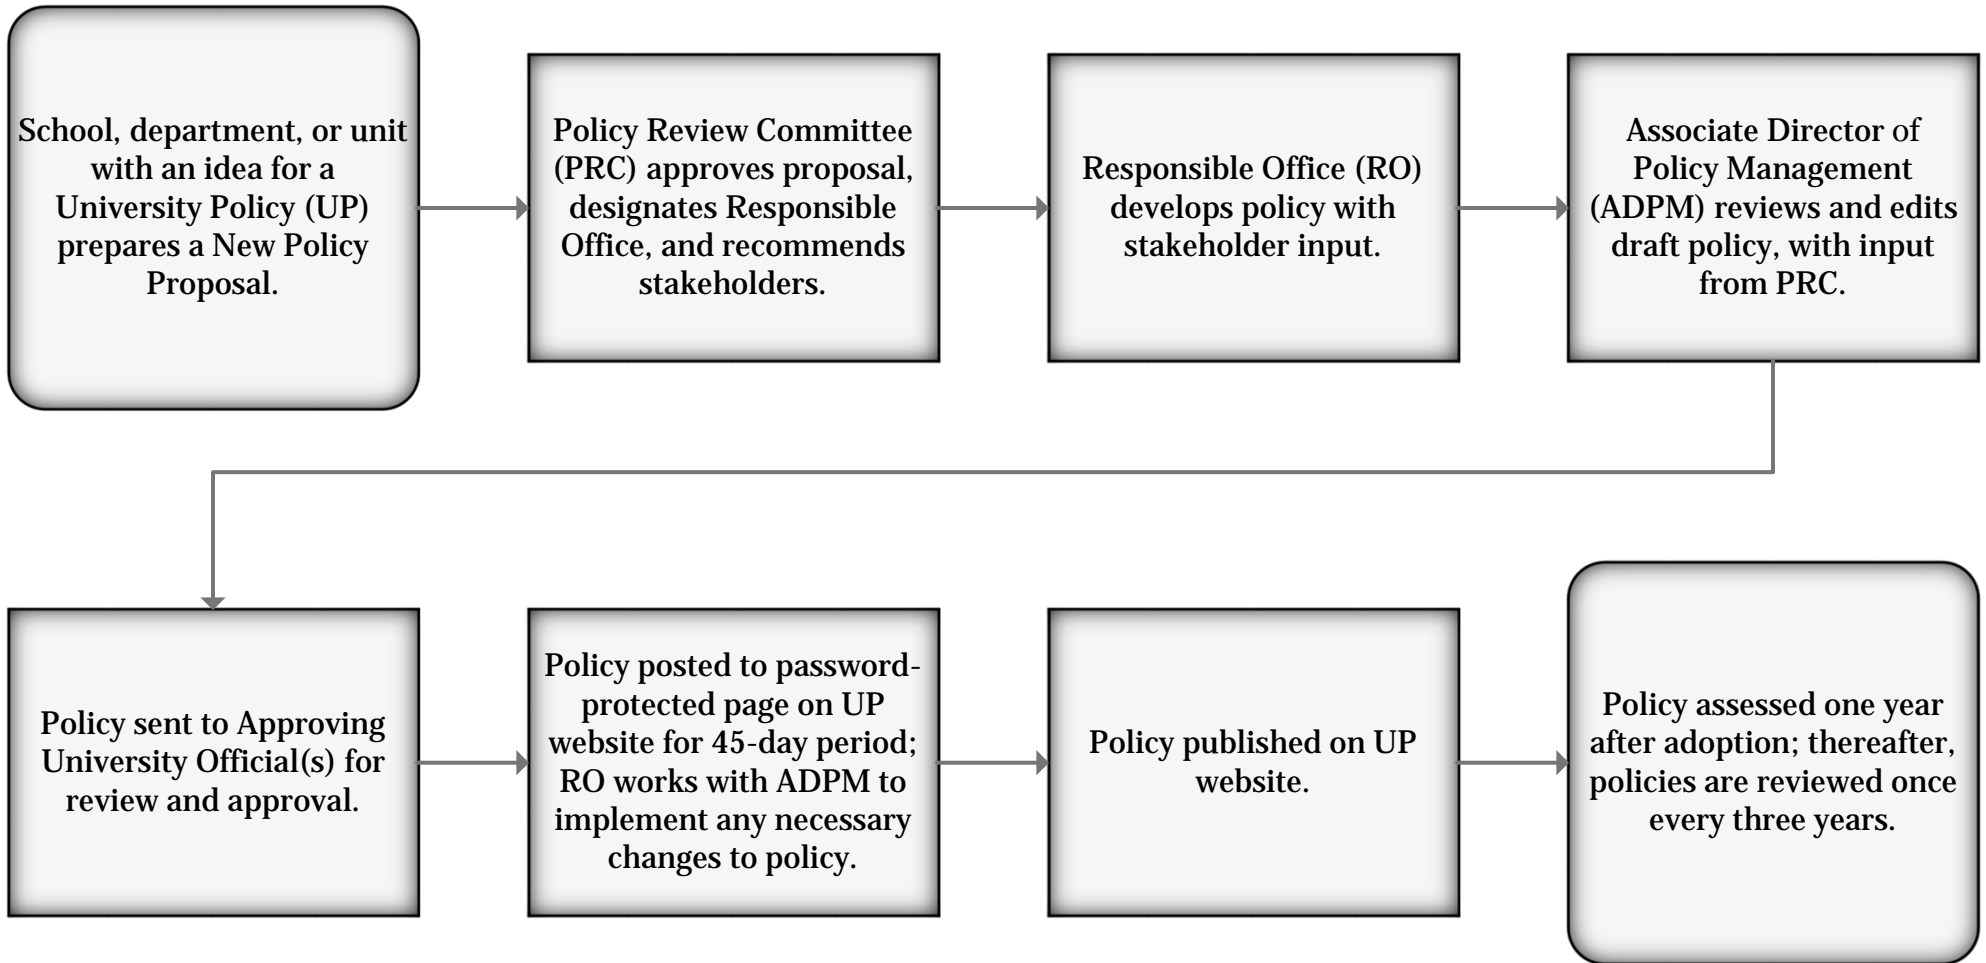 School, department, or unit
with an idea for a
University Policy (UP)
prepares a New Policy
Proposal.
Policy Review Committee
(PRC) approves proposal,
designates Responsible
Office, and recommends
stakeholders.
Responsible Office (RO)
develops policy with
stakeholder input.
Associate Director of
Policy Management
(ADPM) reviews and edits
draft policy, with input
from PRC.
Policy sent to Approving
University Official(s) for
review and approval.
Policy posted to password-
protected page on UP
website for 45-day period;
RO works with ADPM to
implement any necessary
changes to policy.
Policy published on UP
website.
Policy assessed one year
after adoption; thereafter,
policies are reviewed once
every three years.